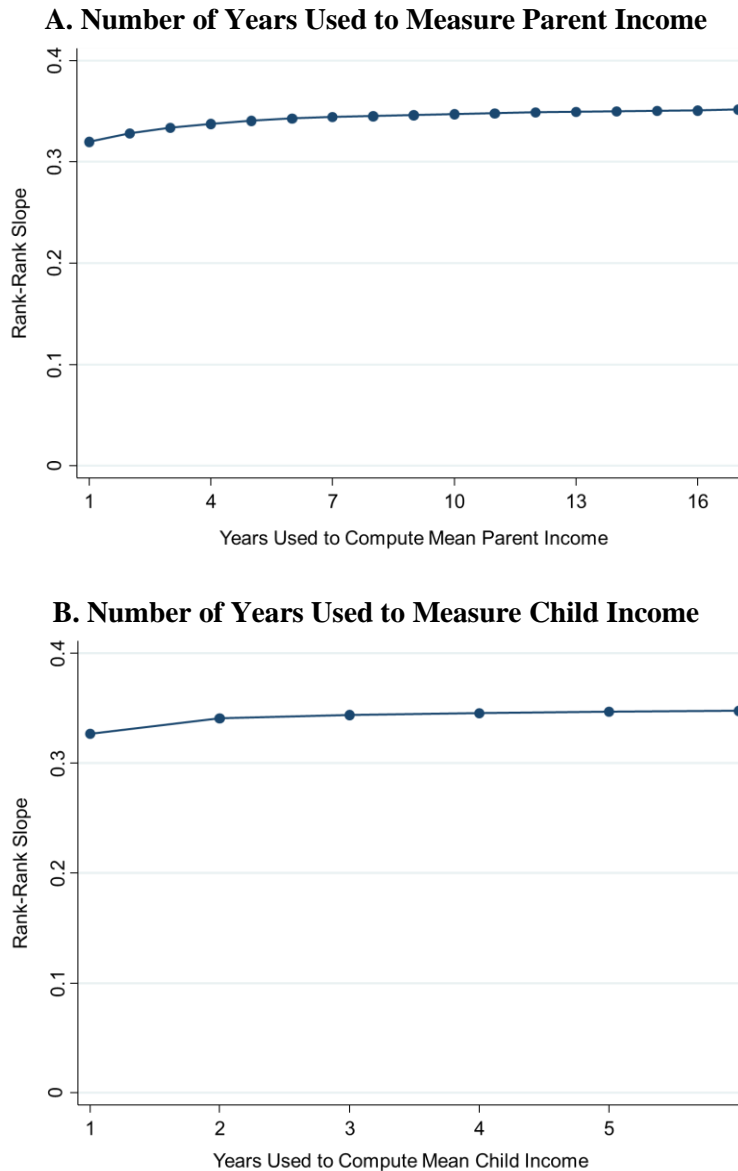 A. Number of Years Used to Measure Parent Income
0.4
0.3
0.2
0.1
0
Rank-Rank Slope
1 4 7 10 13 16
Years Used to Compute Mean Parent Income
B. Number of Years Used to Measure Child Income
0.4
0.3
0.2
0.1
0
Rank-Rank Slope
1 2 3 4 5
Years Used to Compute Mean Child Income